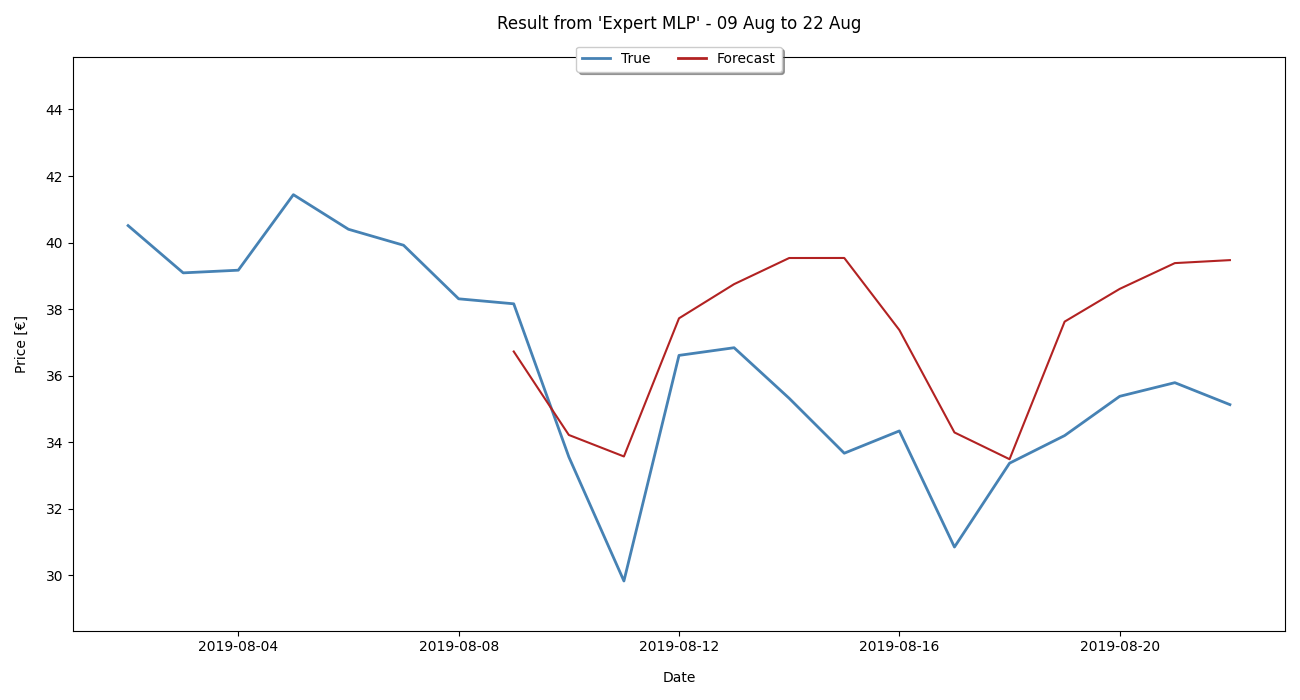 Result from 'Expert MLP' - 09 Aug to 22 Aug
True
Forecast
44
42
40
38
36
34
32
30
Price [€]
2019-08-04
2019-08-08
2019-08-12
2019-08-16
2019-08-20
Date